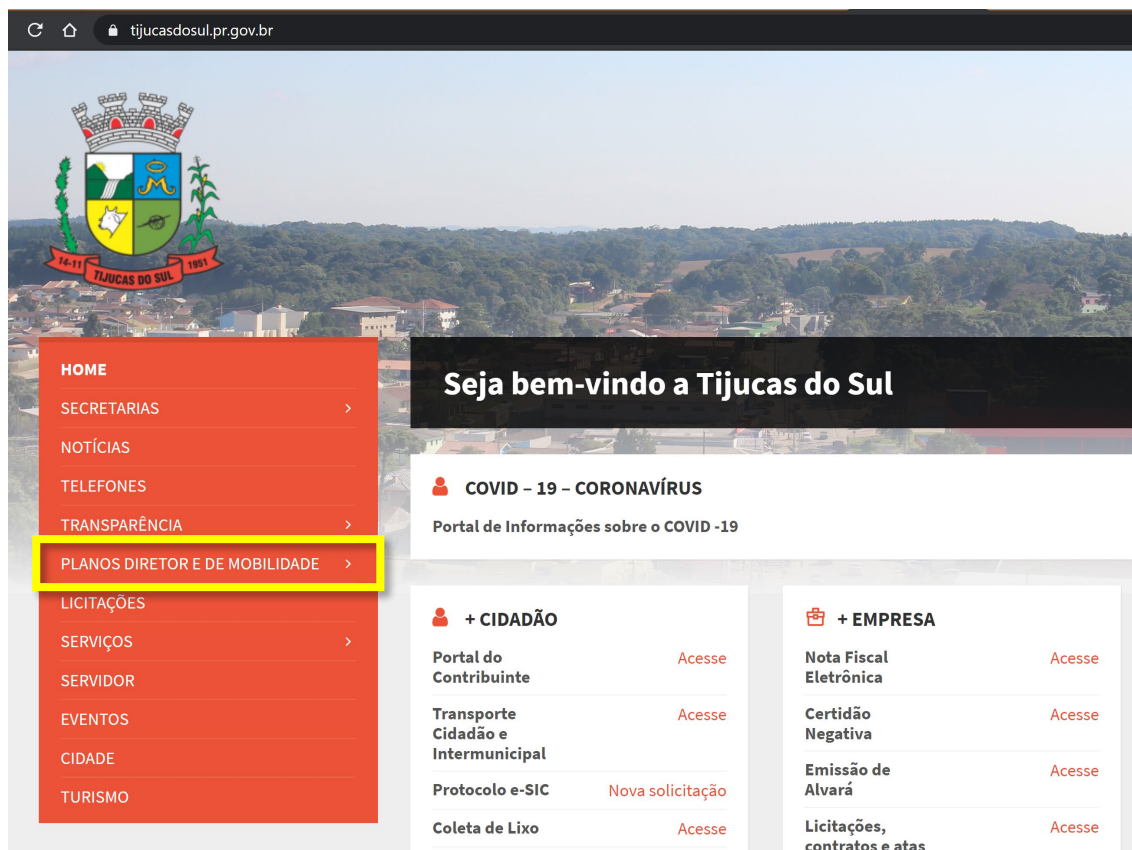 tijucasdosul.pr.gov.br
14-11
TIJUCAS DO SUL
1951
HOME
SECRETARIAS
NOTÍCIAS
TELEFONES
TRANSPARÊNCIA
PLANOS DIRETOR E DE MOBILIDADE
LICITAÇÕES
SERVIÇOS
SERVIDOR
EVENTOS
CIDADE
TURISMO
Seja bem-vindo a Tijucas do Sul
COVID – 19 – CORONAVÍRUS
Portal de Informações sobre o COVID -19
+ CIDADÃO
Portal do Acesse
Contribuinte
Transporte Acesse
Cidadão e
Intermunicipal
Protocolo e-SIC Nova solicitação
Coleta de Lixo Acesse
+ EMPRESA
Nota Fiscal Acesse
Eletrônica
Certidão Acesse
Negativa
Emissão de Acesse
Alvará
Licitações, Acesse
contratos e atas